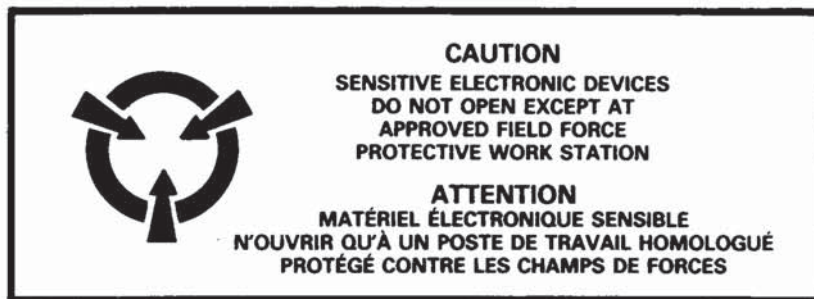 CAUTION
SENSITIVE ELECTRONIC DEVICES
DO NOT OPEN EXCEPT AT
APPROVED FIELD FORCE
PROTECTIVE WORK STATION
ATTENTION
MATÉRIEL ÉLECTRONIQUE SENSIBLE
N'OUVRIR QU'À UN POSTE DE TRAVAIL HOMOLOGUÉ
PROTÉGÉ CONTRE LES CHAMPS DE FORCES